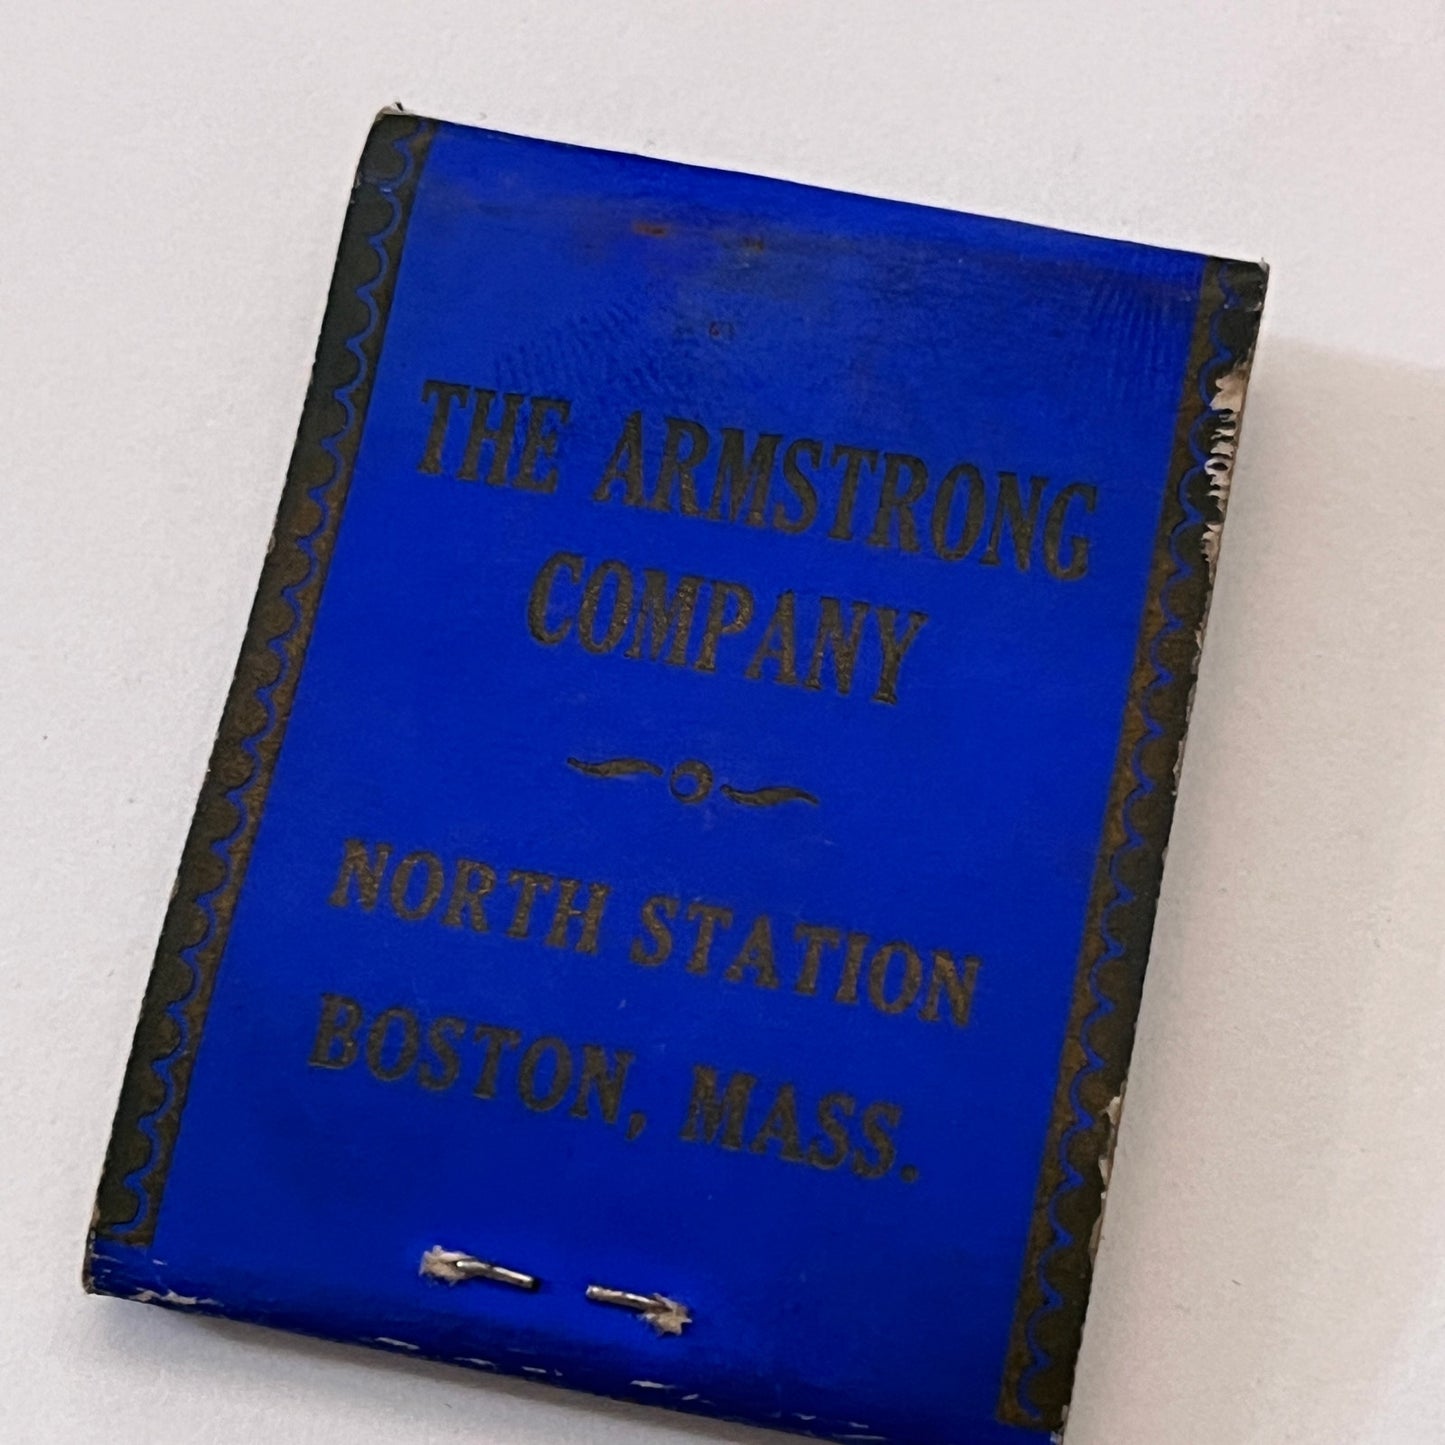 THE ARMSTRONG
COMPANY
NORTH STATION
BOSTON, MASS.